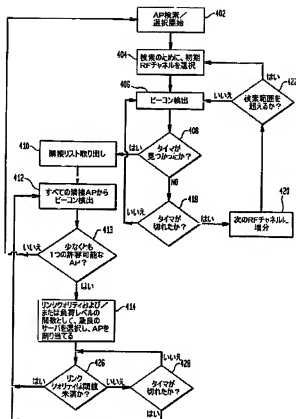 AP検索/
選択開始
402
404
検索のために、初期
RFチャネルを選択
406
ビーコン検出
はい
422
検索範囲を
超えるか?
いいえ
408
タイマが
見つかったか?
410
はい
隣接リスト取り出し
412
すべての隣接APから
ビーコン検出
NO
418
タイマが
切れたか?
いいえ
はい
420
次のRFチャネルに
増分
413
いいえ
少なくとも
1つの許容可能な
AP?
はい
414
リンククオリティおよび/
または負荷レベルの
関数として、最良の
サーバを選択し、APを
割り当てる
426
リンク
クオリティは閾値
未満か?
はい
いいえ
いいえ
428
タイマが
切れたか?
はい